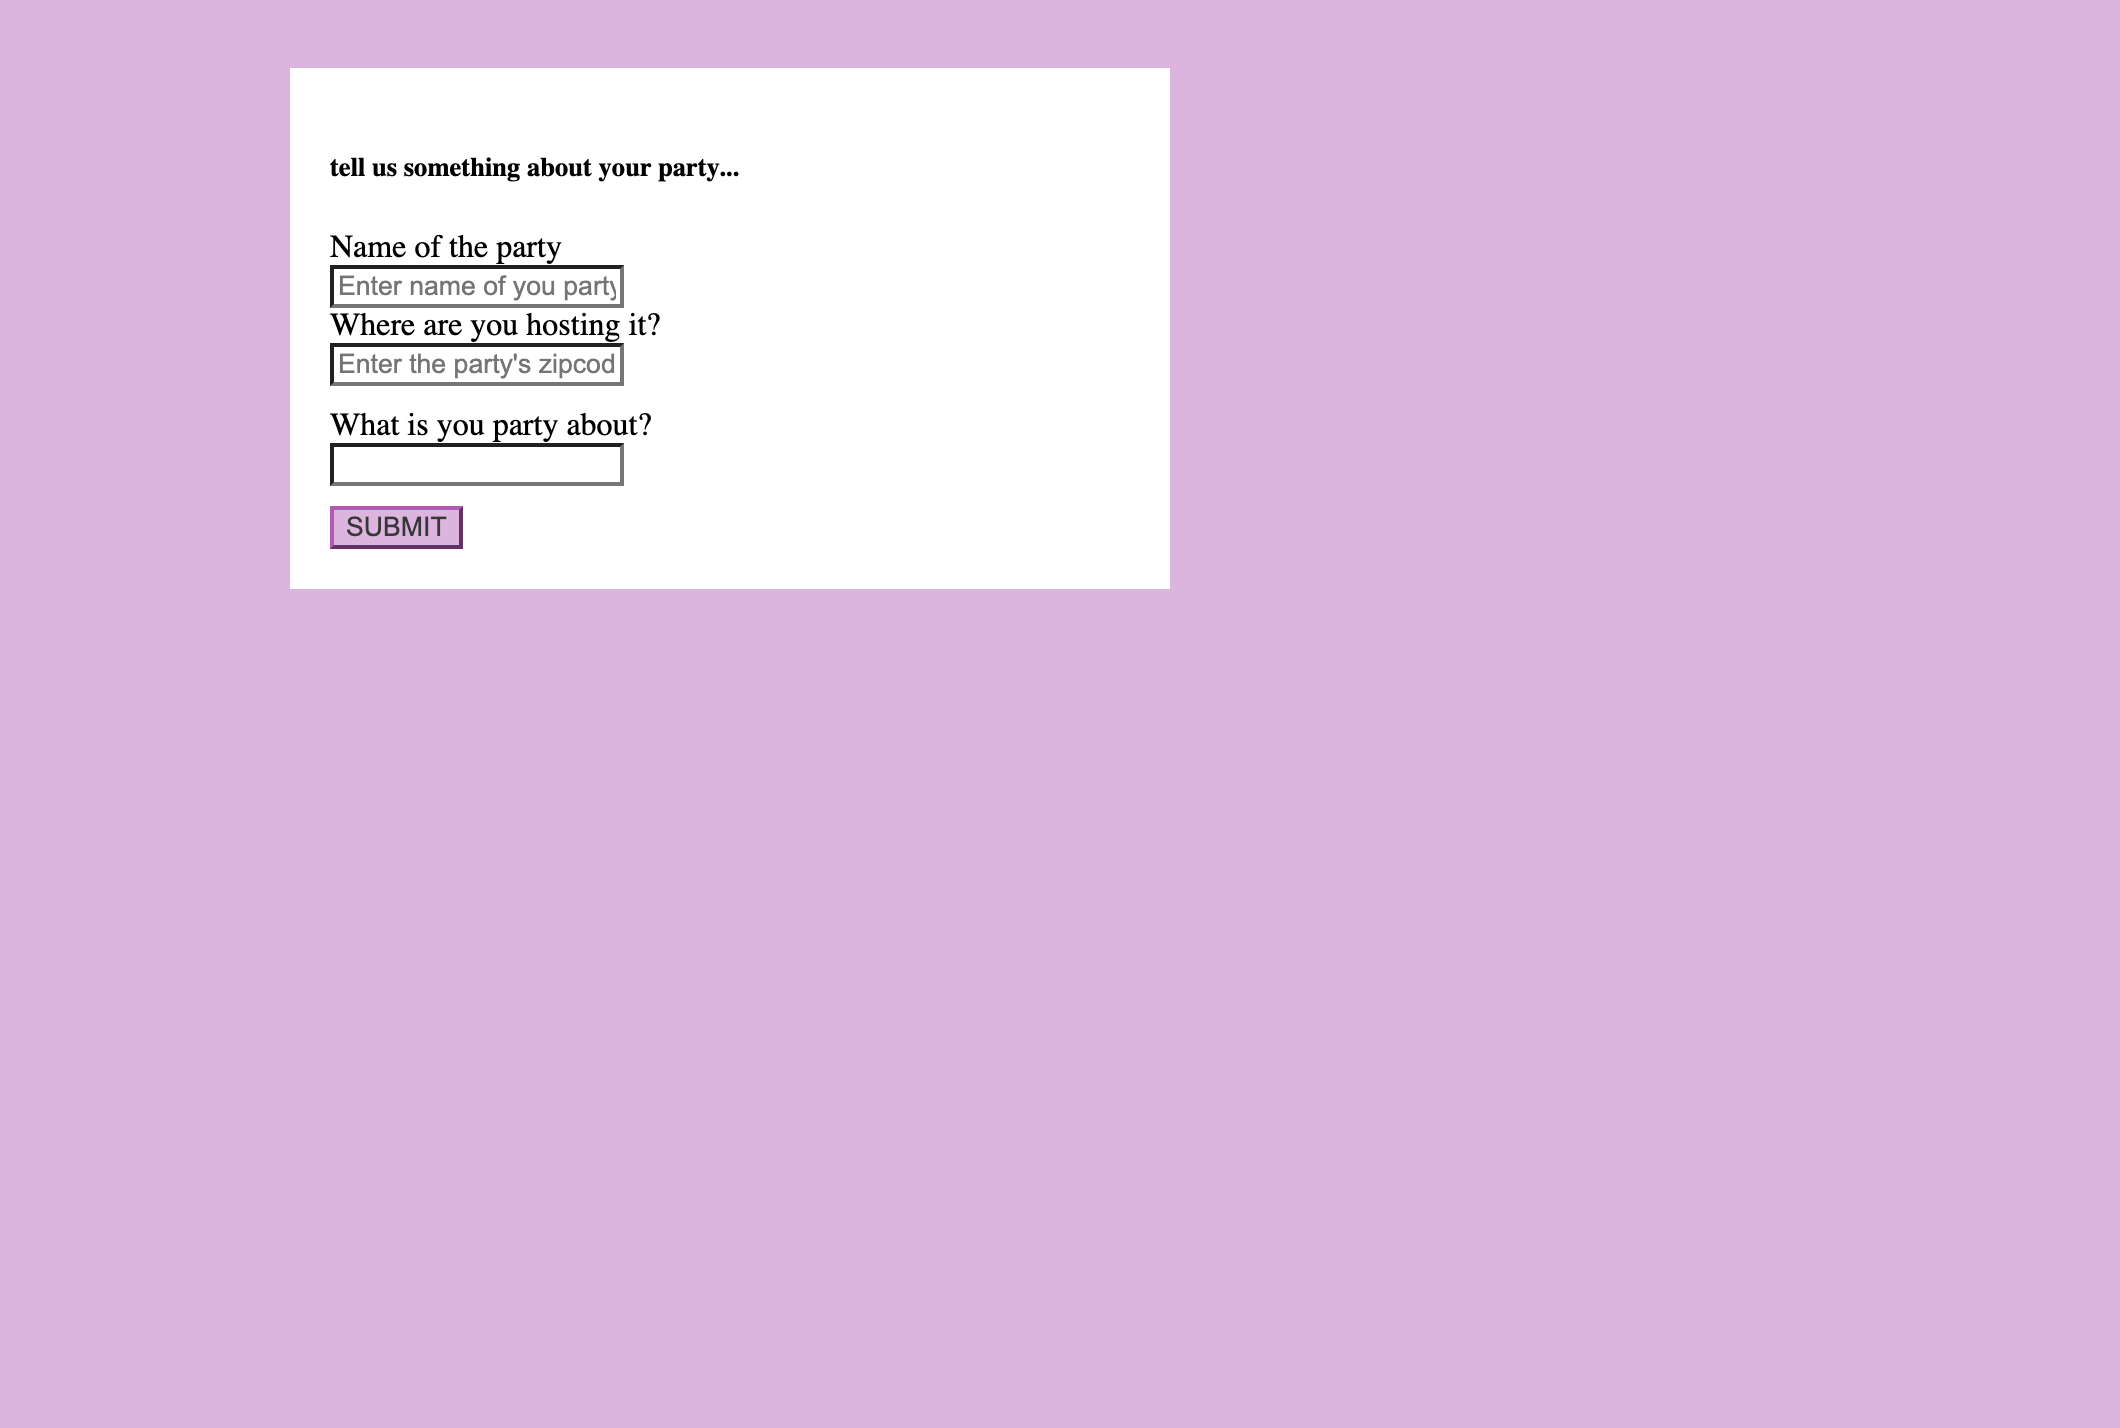 tell us something about your party...
Name of the party
Enter name of you party
Where are you hosting it?
Enter the party's zipcod
What is you party about?
SUBMIT